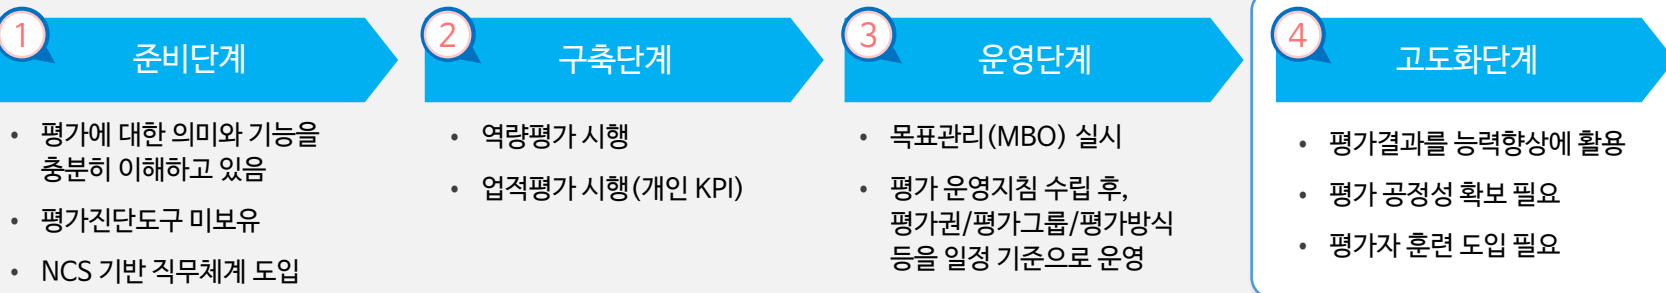 1
준비단계
• 평가에 대한 의미와 기능을
충분히 이해하고 있음
• 평가진단도구 미보유
• NCS 기반 직무체계 도입
2
구축단계
• 역량평가 시행
• 업적평가 시행(개인 KPI)
3
운영단계
• 목표관리(MBO) 실시
• 평가 운영지침 수립 후,
평가권/평가그룹/평가방식
등을 일정 기준으로 운영
4
고도화단계
• 평가결과를 능력향상에 활용
• 평가 공정성 확보 필요
• 평가자 훈련 도입 필요